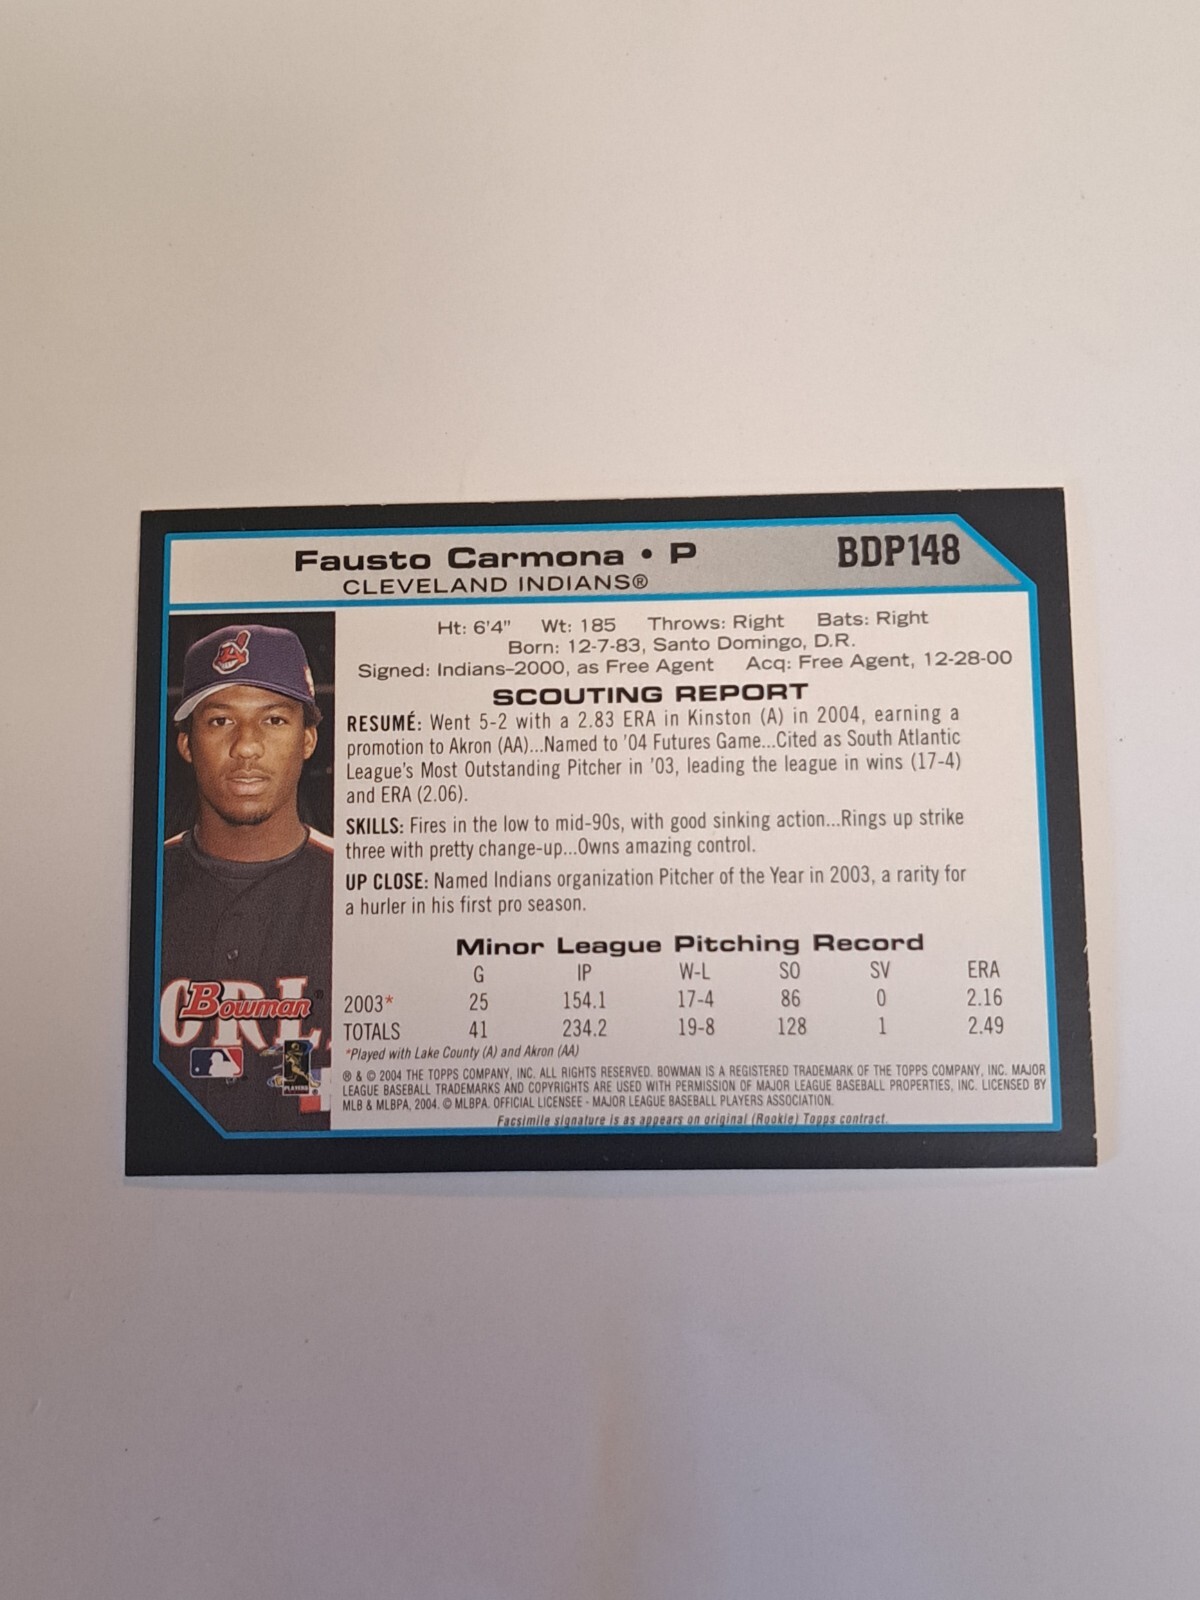 Fausto Carmona • P
BDP148
CLEVELAND INDIANS®
Ht: 6'4" Wt: 185 Throws: Right Bats: Right
Born: 12-7-83, Santo Domingo, D.R.
Signed: Indians–2000, as Free Agent Acq: Free Agent, 12-28-00
SCOUTING REPORT
RESUMÉ: Went 5-2 with a 2.83 ERA in Kinston (A) in 2004, earning a
promotion to Akron (AA)...Named to '04 Futures Game...Cited as South Atlantic
League's Most Outstanding Pitcher in '03, leading the league in wins (17-4)
and ERA (2.06).
SKILLS: Fires in the low to mid-90s, with good sinking action...Rings up strike
three with pretty change-up...Owns amazing control.
UP CLOSE: Named Indians organization Pitcher of the Year in 2003, a rarity for
a hurler in his first pro season.
Minor League Pitching Record
G IP W-L SO SV ERA
2003* 25 154.1 17-4 86 0 2.16
TOTALS 41 234.2 19-8 128 1 2.49
*Played with Lake County (A) and Akron (AA)
® & © 2004 THE TOPPS COMPANY, INC. ALL RIGHTS RESERVED. BOWMAN IS A REGISTERED TRADEMARK OF THE TOPPS COMPANY, INC. MAJOR
LEAGUE BASEBALL TRADEMARKS AND COPYRIGHTS ARE USED WITH PERMISSION OF MAJOR LEAGUE BASEBALL PROPERTIES, INC. LICENSED BY
MLB & MLBPA, 2004. © MLBPA. OFFICIAL LICENSEE - MAJOR LEAGUE BASEBALL PLAYERS ASSOCIATION.
Facsimile signature is as appears on original (Rookie) Topps contract.
Bowman®
PLAYERS